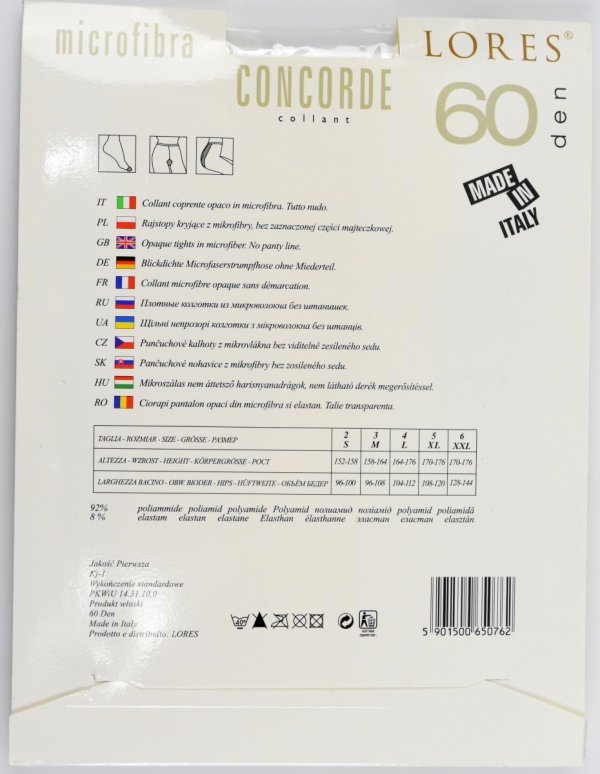 microfibra
LORES®
CONCORDE
collant
60 den
MADE IN ITALY
IT Collant coprente opaco in microfibra. Tutto nudo.
PL Rajstopy kryjące z mikrofibry, bez zaznaczonej części majteczkowej.
GB Opaque tights in microfiber. No panty line.
DE Blickdichte Microfaserstrumpfhose ohne Miederteil.
FR Collant microfibre opaque sans démarcation.
RU Плотные колготки из микроволокна без штанишек.
UA Щільні непрозорі колготки з мікроволокна без штанців.
CZ Punčuchové kalhoty z mikrovlákna bez viditelně zesileného sedu.
SK Pančuchové nohavice z mikrofibry bez zosileného sedu.
HU Mikroszálas nem áttetsző harisnyanadrágok, nem látható derék megerősítéssel.
RO Ciorapi pantalon opaci din microfibra si elastan. Talie transparenta.
TAGLIA - ROZMIAR - SIZE - GRÖSSE - РАЗМЕР 2 S 3 M 4 L 5 XL 6 XXL
ALTEZZA - WZROST - HEIGHT - KÖRPERGRÖSSE - РОСТ 152-158 158-164 164-176 170-176 170-176
LARGHEZZA BACINO - OBW. BIODER - HIPS - HÜFTWEITE - ОБЪЁМ БЕДЕР 96-100 96-108 104-112 108-120 128-144
92% poliammide poliamid polyamide Polyamid polyamide полиамид поліамід polyamid poliamidă
8% elastam elastan elastane Elasthan élasthanne эластан еластан elasztán
Jakość Pierwsza
Kj-1
Wykończenie standardowe
PKWiU 14.31.10.0
Produkt włoski
60 Den
Made in Italy
Prodotto e distribuito: LORES
40°
5 901500 650762